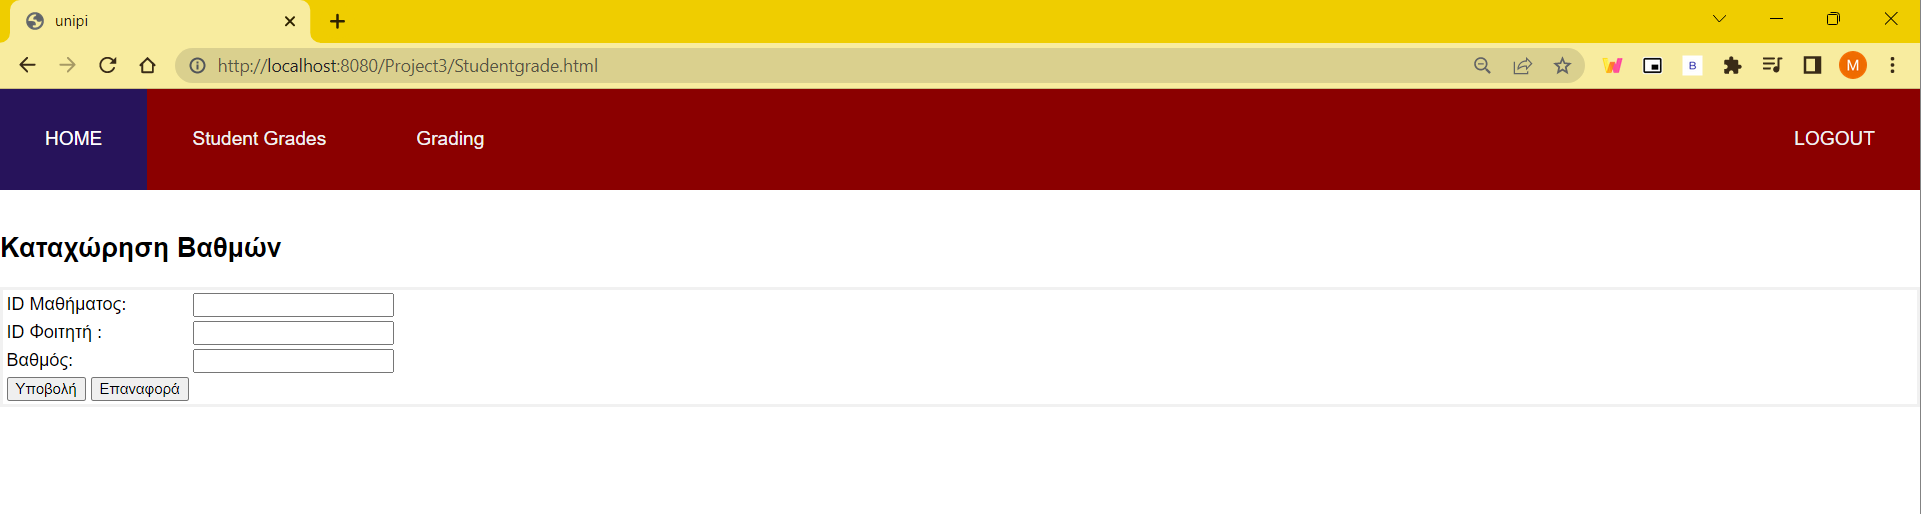 unipi
http://localhost:8080/Project3/Studentgrade.html
B
M
HOME Student Grades Grading LOGOUT
Καταχώρηση Βαθμών
ID Μαθήματος:
ID Φοιτητή :
Βαθμός:
Υποβολή Επαναφορά